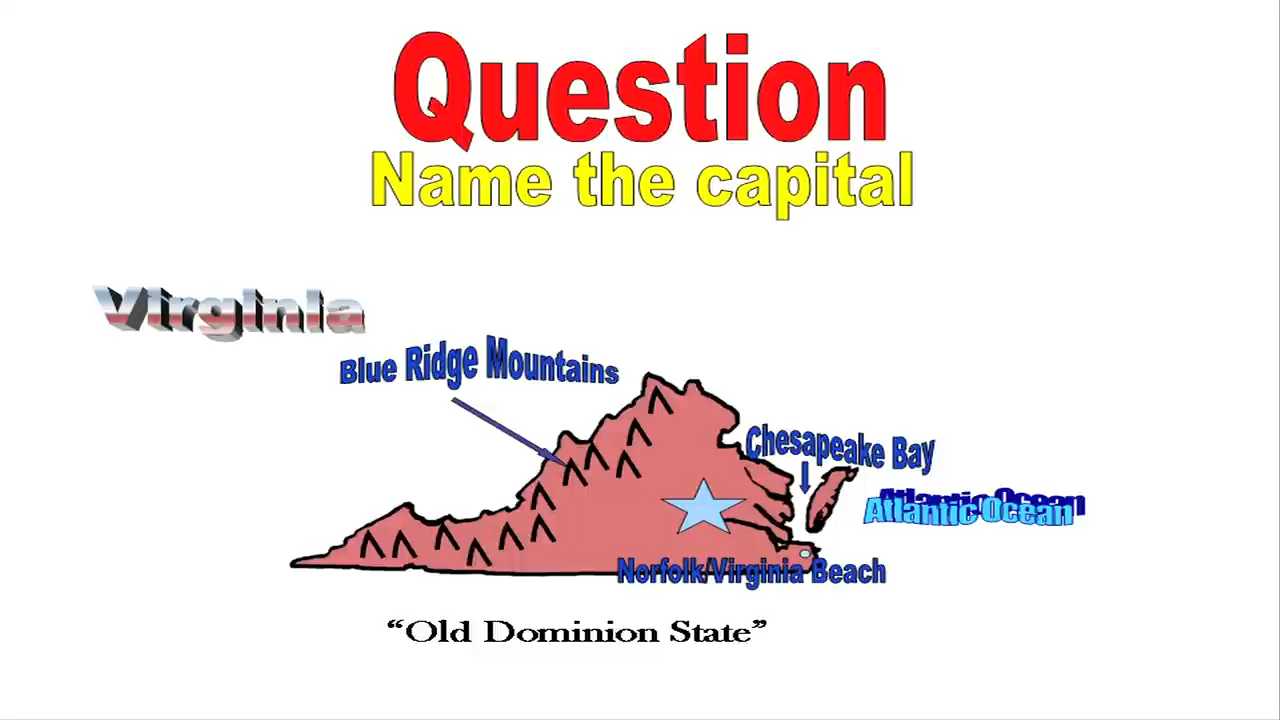 Question
Name the capital
Virginia
Blue Ridge Mountains
Chesapeake Bay
Atlantic Ocean
Norfolk/Virginia Beach
“Old Dominion State”